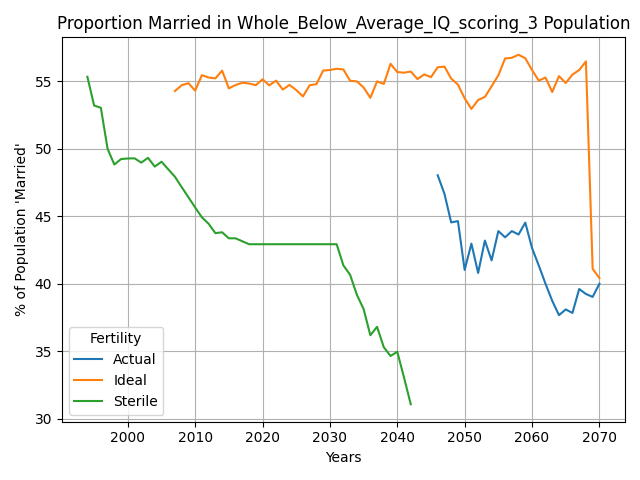 Proportion Married in Whole_Below_Average_IQ_scoring_3 Population
% of Population 'Married'
55
50
45
40
35
30
Fertility
Actual
Ideal
Sterile
2000 2010 2020 2030 2040 2050 2060 2070
Years